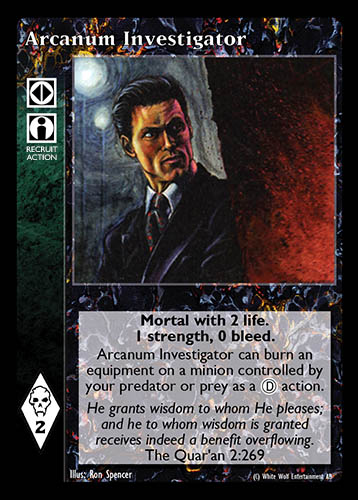 Arcanum Investigator
RECRUIT
ACTION
Mortal with 2 life.
1 strength, 0 bleed.
Arcanum Investigator can burn an
equipment on a minion controlled by
your predator or prey as a Ⓓ action.
He grants wisdom to whom He pleases;
and he to whom wisdom is granted
receives indeed a benefit overflowing.
The Quar'an 2:269
2
Illus: Ron Spencer
(C) White Wolf Entertainment AB